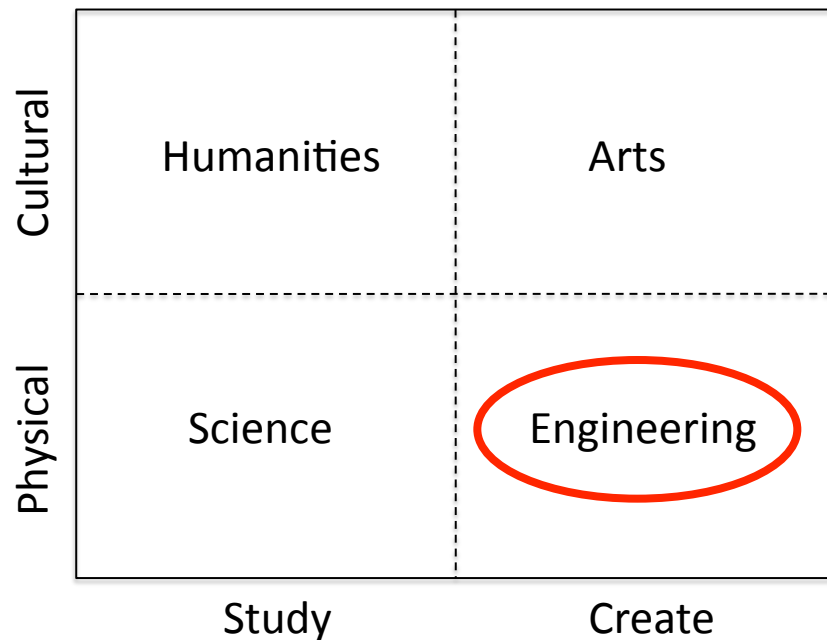 Cultural
Humanities
Arts
Physical
Science
Engineering
Study
Create